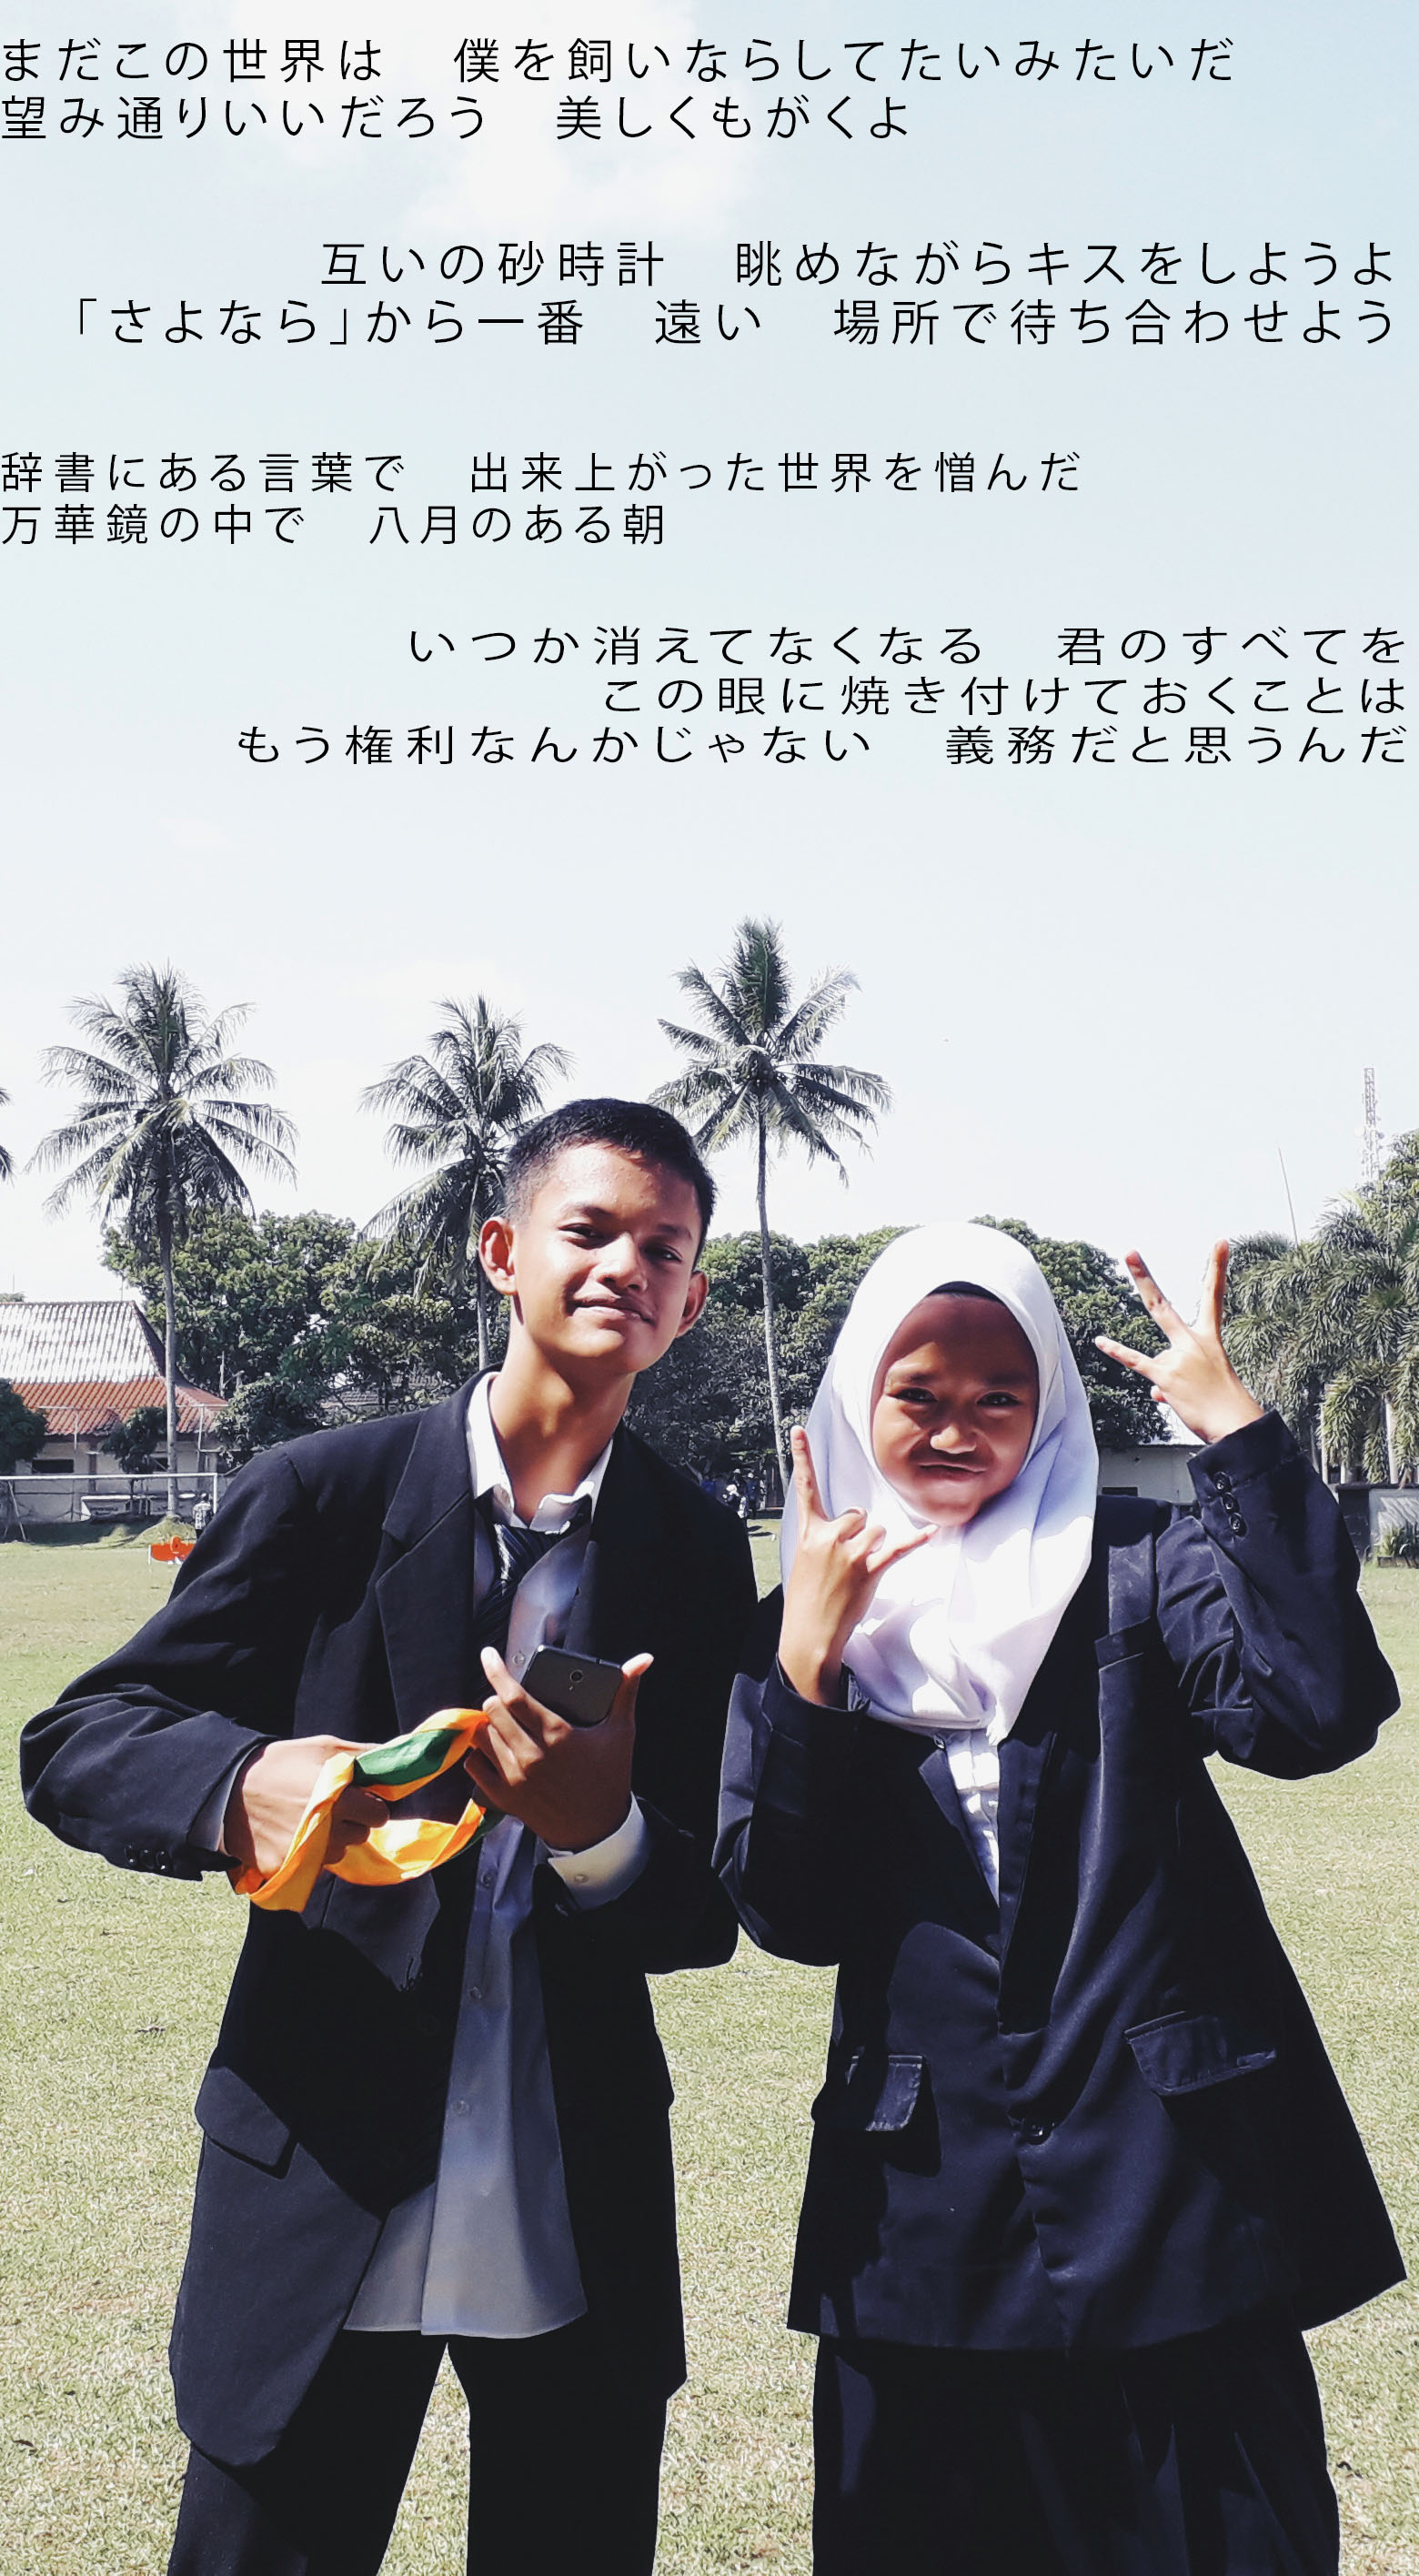 まだこの世界は　僕を飼いならしてたいみたいだ
望み通りいいだろう　美しくもがくよ
互いの砂時計　眺めながらキスをしようよ
「さよなら」から一番　遠い　場所で待ち合わせよう
辞書にある言葉で　出来上がった世界を憎んだ
万華鏡の中で　八月のある朝
いつか消えてなくなる　君のすべてを
この眼に焼き付けておくことは
もう権利なんかじゃない　義務だと思うんだ